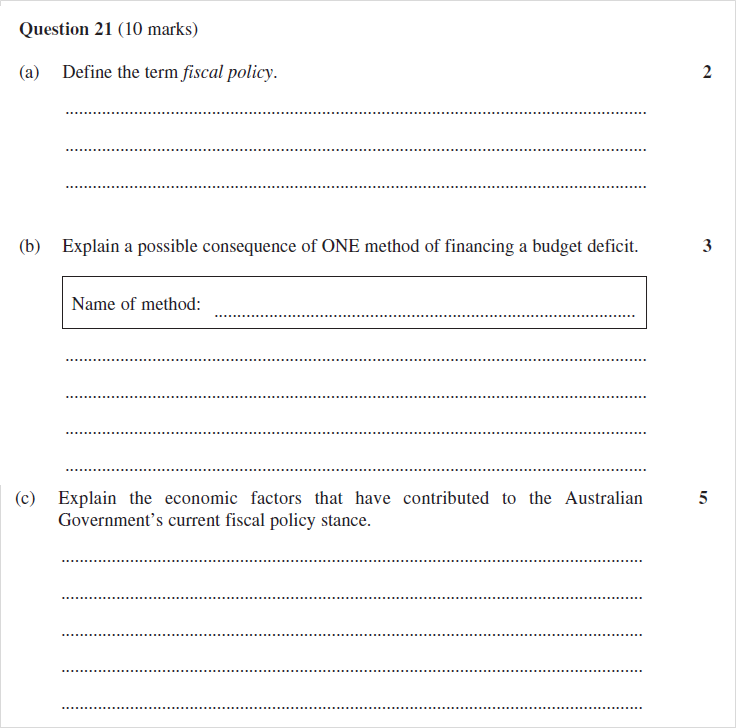 Question 21 (10 marks)
(a) Define the term fiscal policy. 2
(b) Explain a possible consequence of ONE method of financing a budget deficit. 3
Name of method:
(c) Explain the economic factors that have contributed to the Australian 5
Government's current fiscal policy stance.